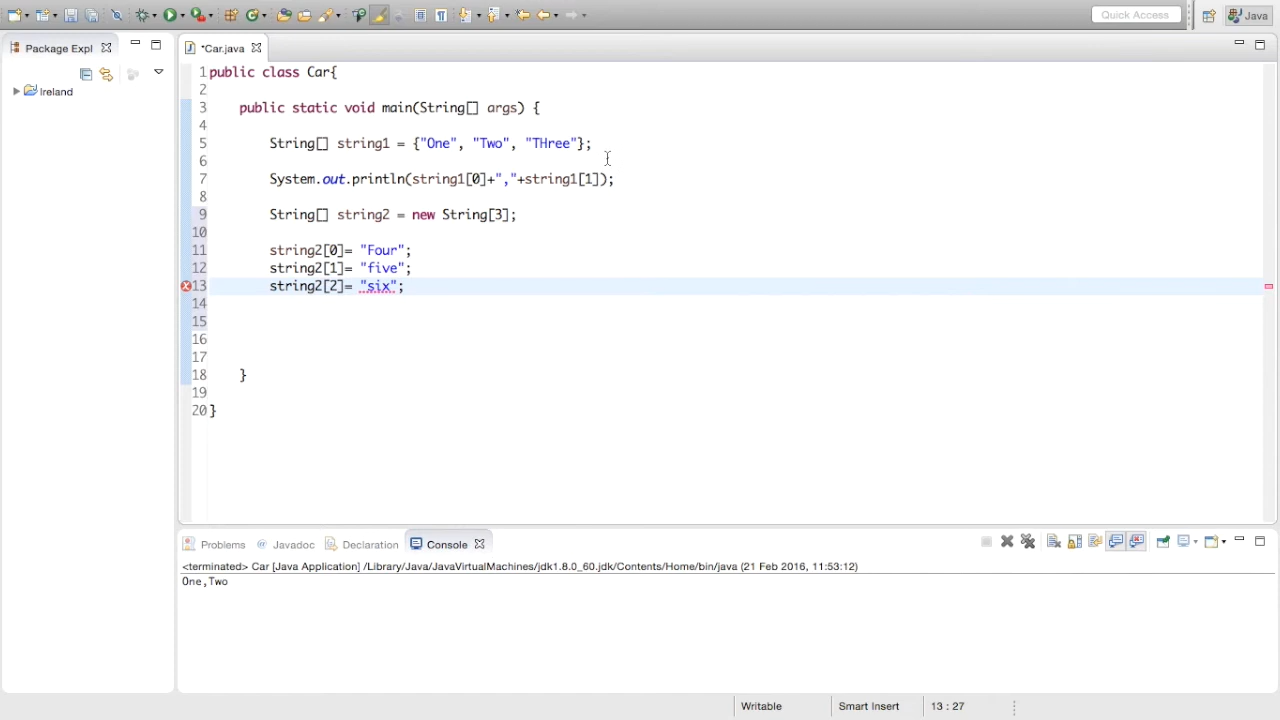 Quick Access
Java
Package Expl
*Car.java
Ireland
1 public class Car{
2
3     public static void main(String[] args) {
4
5         String[] string1 = {"One", "Two", "THree"};
6
7         System.out.println(string1[0]+","+string1[1]);
8
9         String[] string2 = new String[3];
10
11         string2[0]= "Four";
12         string2[1]= "five";
13         string2[2]= "six";
14
15
16
17
18     }
19
20 }
Problems Javadoc Declaration Console
<terminated> Car [Java Application] /Library/Java/JavaVirtualMachines/jdk1.8.0_60.jdk/Contents/Home/bin/java (21 Feb 2016, 11:53:12)
One,Two
Writable Smart Insert 13 : 27